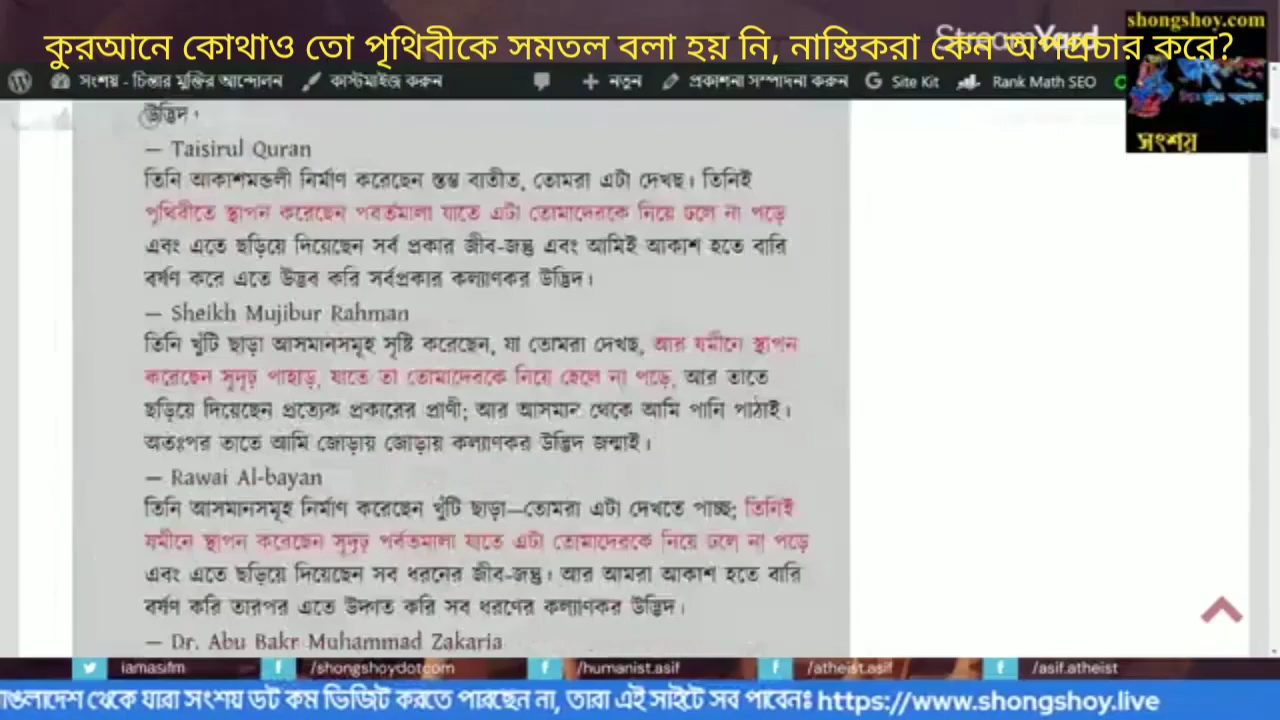 shongshoy.com
StreamYard
কুরআনে কোথাও তো পৃথিবীকে সমতল বলা হয় নি, নাস্তিকরা কেন অপপ্রচার করে?
সংশয় - চিন্তার মুক্তির আন্দোলন কাস্টমাইজ করুন নতুন প্রকাশনা সম্পাদনা করুন Site Kit Rank Math SEO
সংশয়
উদ্ভিদ।
— Taisirul Quran
তিনি আকাশমন্ডলী নির্মাণ করেছেন স্তম্ভ ব্যতীত, তোমরা এটা দেখছ। তিনিই
পৃথিবীতে স্থাপন করেছেন পবর্তমালা যাতে এটা তোমাদেরকে নিয়ে ঢলে না পড়ে
এবং এতে ছড়িয়ে দিয়েছেন সর্ব প্রকার জীব-জন্তু এবং আমিই আকাশ হতে বারি
বর্ষণ করে এতে উদ্ভব করি সর্বপ্রকার কল্যাণকর উদ্ভিদ।
— Sheikh Mujibur Rahman
তিনি খুঁটি ছাড়া আসমানসমূহ সৃষ্টি করেছেন, যা তোমরা দেখছ, আর যমীনে স্থাপন
করেছেন সুদৃঢ় পাহাড়, যাতে তা তোমাদেরকে নিয়ে হেলে না পড়ে, আর তাতে
ছড়িয়ে দিয়েছেন প্রত্যেক প্রকারের প্রাণী; আর আসমান থেকে আমি পানি পাঠাই।
অতঃপর তাতে আমি জোড়ায় জোড়ায় কল্যাণকর উদ্ভিদ জন্মাই।
— Rawai Al-bayan
তিনি আসমানসমূহ নির্মাণ করেছেন খুঁটি ছাড়া—তোমরা এটা দেখতে পাচ্ছ; তিনিই
যমীনে স্থাপন করেছেন সুদৃঢ় পর্বতমালা যাতে এটা তোমাদেরকে নিয়ে ঢলে না পড়ে
এবং এতে ছড়িয়ে দিয়েছেন সব ধরনের জীব-জন্তু। আর আমরা আকাশ হতে বারি
বর্ষণ করি তারপর এতে উদ্গত করি সব ধরণের কল্যাণকর উদ্ভিদ।
— Dr. Abu Bakr Muhammad Zakaria
iamasifm /shongshoydotcom /humanist.asif /atheist.asif /asif.atheist
বাঙলাদেশ থেকে যারা সংশয় ডট কম ভিজিট করতে পারছেন না, তারা এই সাইটে সব পাবেনঃ https://www.shongshoy.live